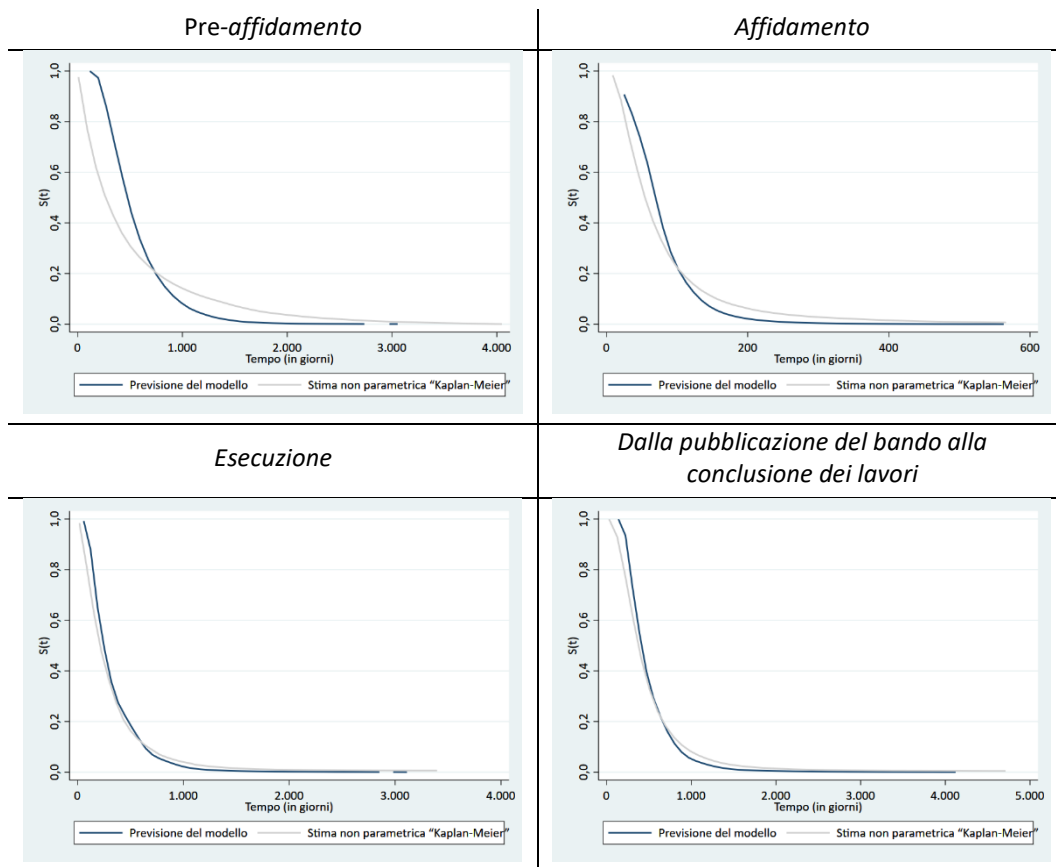 Pre-affidamento
Affidamento
S(t)
1,0
0,8
0,6
0,4
0,2
0,0
0
1.000
2.000
3.000
4.000
Tempo (in giorni)
Previsione del modello
Stima non parametrica “Kaplan-Meier”
S(t)
1,0
0,8
0,6
0,4
0,2
0,0
0
200
400
600
Tempo (in giorni)
Previsione del modello
Stima non parametrica “Kaplan-Meier”
Esecuzione
Dalla pubblicazione del bando alla
conclusione dei lavori
S(t)
1,0
0,8
0,6
0,4
0,2
0,0
0
1.000
2.000
3.000
4.000
Tempo (in giorni)
Previsione del modello
Stima non parametrica “Kaplan-Meier”
S(t)
1,0
0,8
0,6
0,4
0,2
0,0
0
1.000
2.000
3.000
4.000
5.000
Tempo (in giorni)
Previsione del modello
Stima non parametrica “Kaplan-Meier”